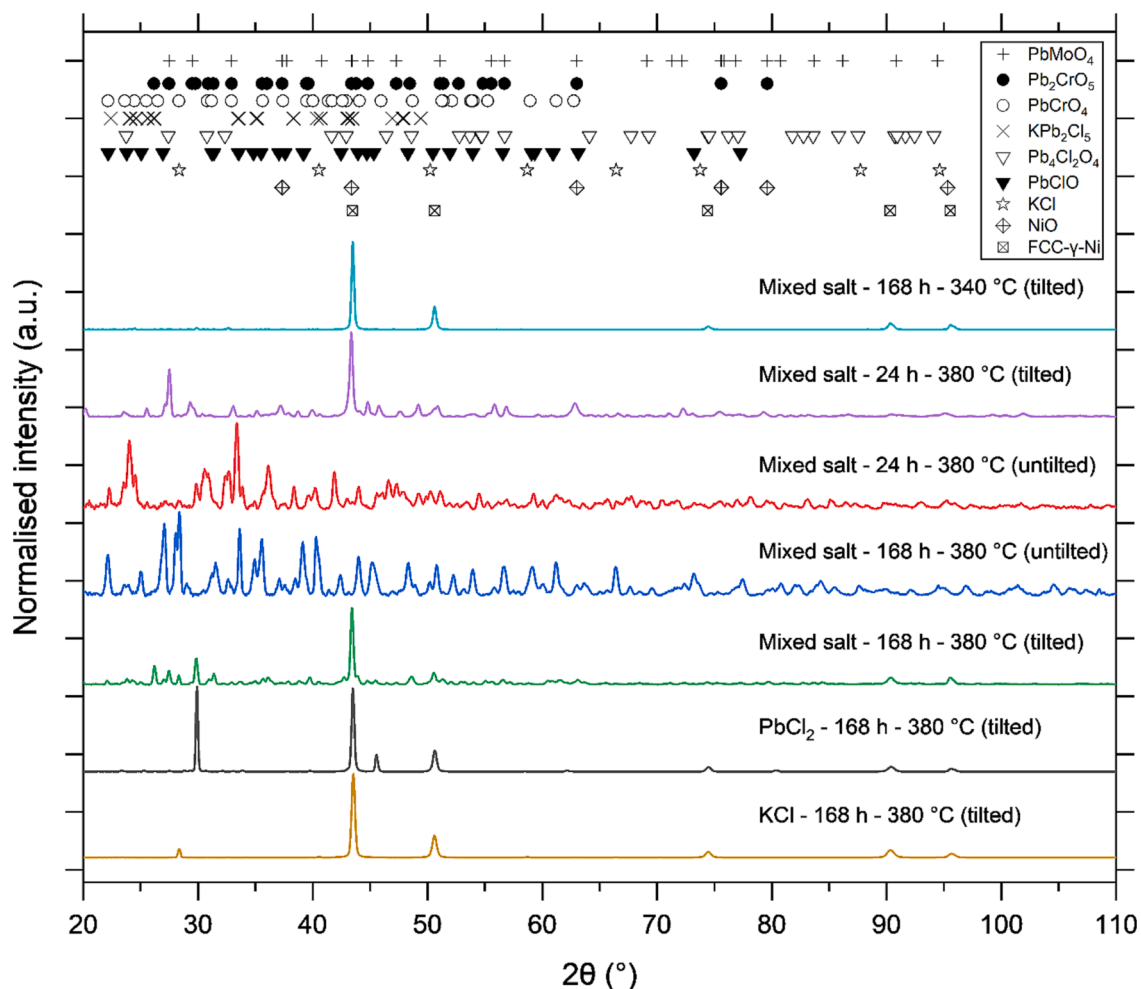 PbMoO₄
Pb₂CrO₅
PbCrO₄
KPb₂Cl₅
Pb₄Cl₂O₄
PbClO
KCl
NiO
FCC-γ-Ni
Mixed salt - 168 h - 340 °C (tilted)
Mixed salt - 24 h - 380 °C (tilted)
Mixed salt - 24 h - 380 °C (untilted)
Mixed salt - 168 h - 380 °C (untilted)
Mixed salt - 168 h - 380 °C (tilted)
PbCl₂ - 168 h - 380 °C (tilted)
KCl - 168 h - 380 °C (tilted)
Normalised intensity (a.u.)
20 30 40 50 60 70 80 90 100 110
2θ (°)